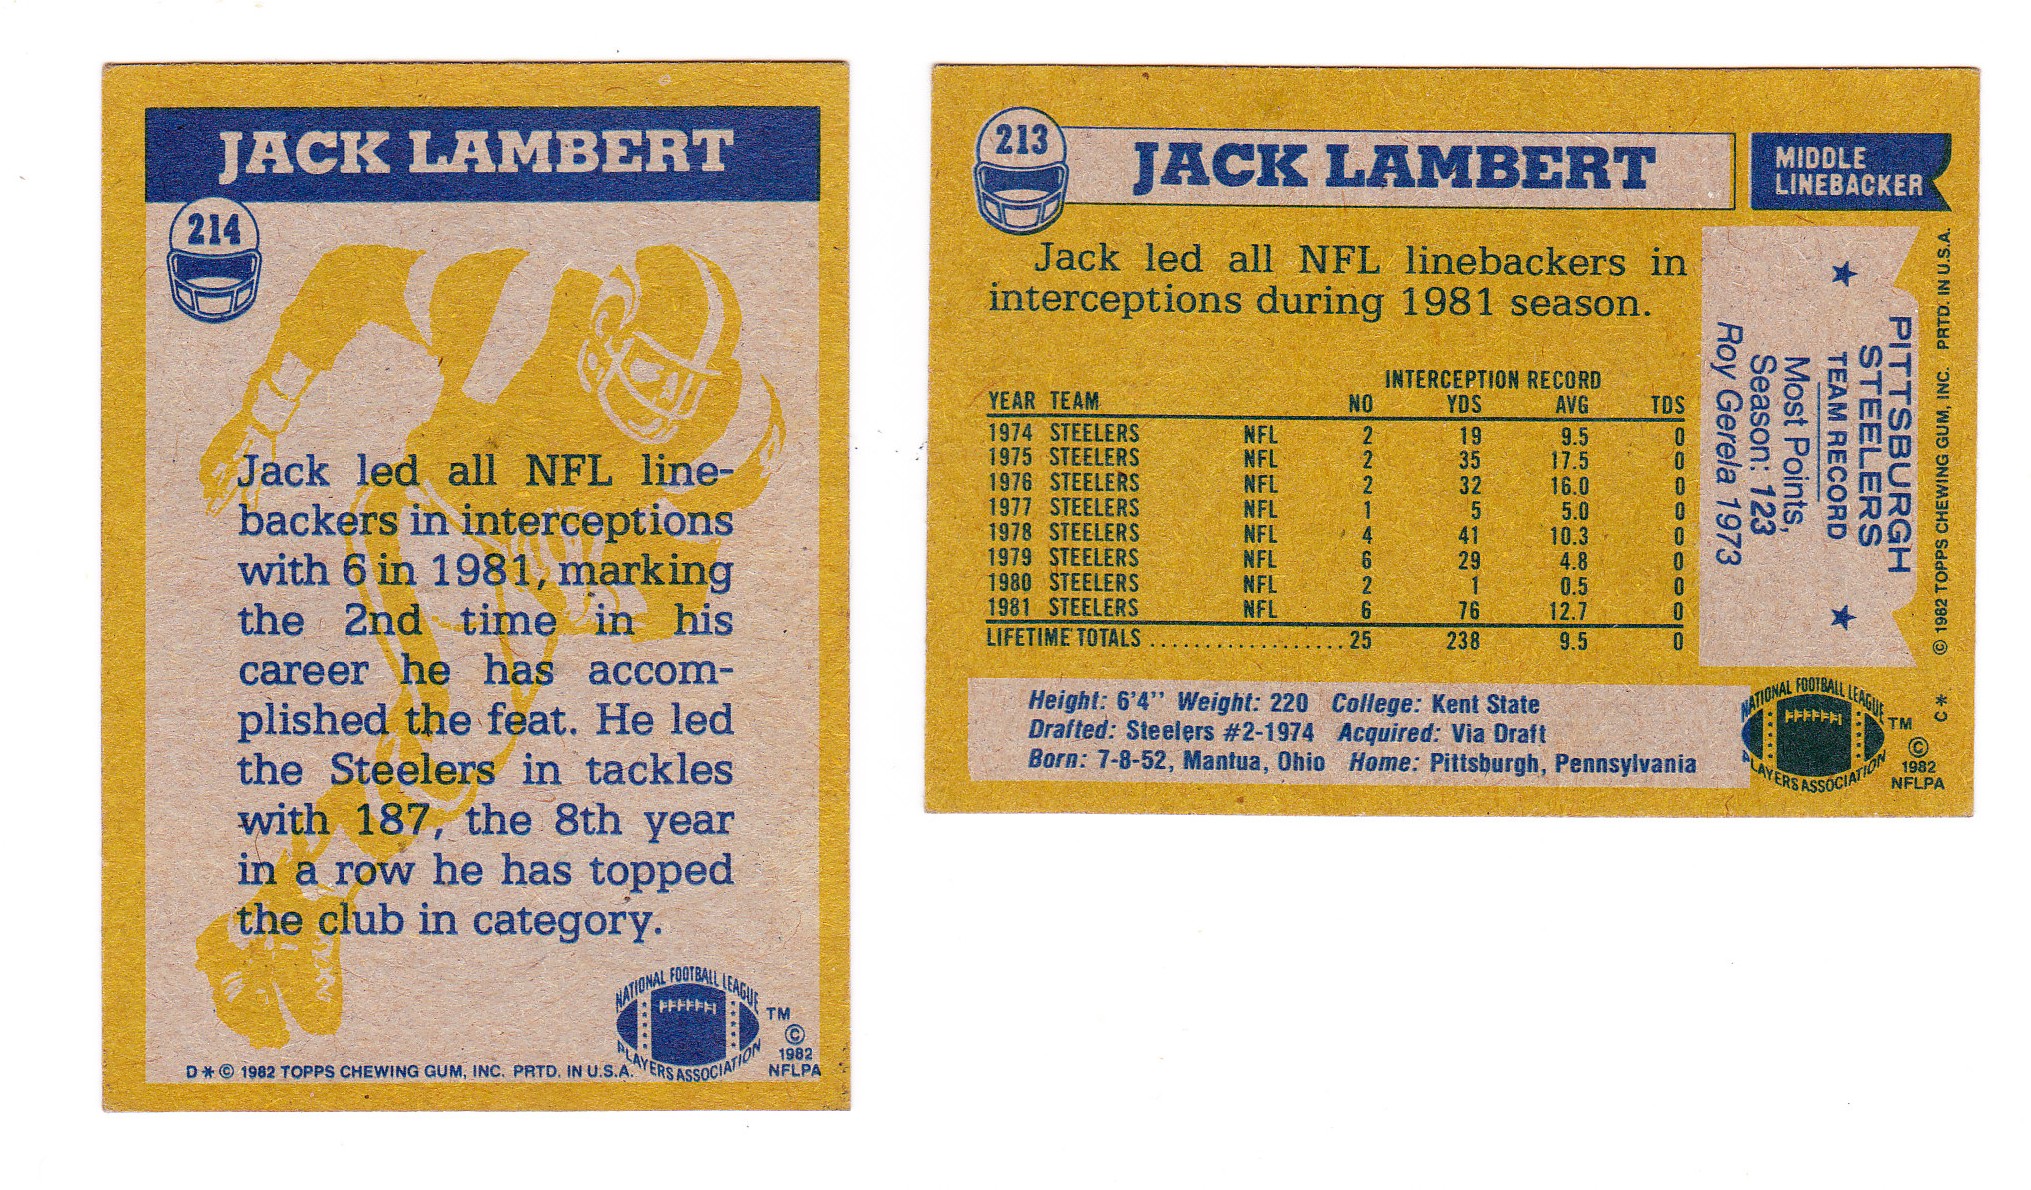 JACK LAMBERT
214
Jack led all NFL line-
backers in interceptions
with 6 in 1981, marking
the 2nd time in his
career he has accom-
plished the feat. He led
the Steelers in tackles
with 187, the 8th year
in a row he has topped
the club in category.
NATIONAL FOOTBALL LEAGUE
PLAYERS ASSOCIATION
TM
©
1982
NFLPA
D * © 1982 TOPPS CHEWING GUM, INC. PRTD. IN U.S.A.
213
JACK LAMBERT
MIDDLE
LINEBACKER
Jack led all NFL linebackers in
interceptions during 1981 season.
INTERCEPTION RECORD
YEAR TEAM NO YDS AVG TDS
1974 STEELERS NFL 2 19 9.5 0
1975 STEELERS NFL 2 35 17.5 0
1976 STEELERS NFL 2 32 16.0 0
1977 STEELERS NFL 1 5 5.0 0
1978 STEELERS NFL 4 41 10.3 0
1979 STEELERS NFL 6 29 4.8 0
1980 STEELERS NFL 2 1 0.5 0
1981 STEELERS NFL 6 76 12.7 0
LIFETIME TOTALS .................. 25 238 9.5 0
PITTSBURGH
STEELERS
TEAM RECORD
Most Points,
Season: 123
Roy Gerela 1973
Height: 6'4" Weight: 220 College: Kent State
Drafted: Steelers #2-1974 Acquired: Via Draft
Born: 7-8-52, Mantua, Ohio Home: Pittsburgh, Pennsylvania
NATIONAL FOOTBALL LEAGUE
PLAYERS ASSOCIATION
TM
©
1982
NFLPA
C * © 1982 TOPPS CHEWING GUM, INC. PRTD. IN U.S.A.